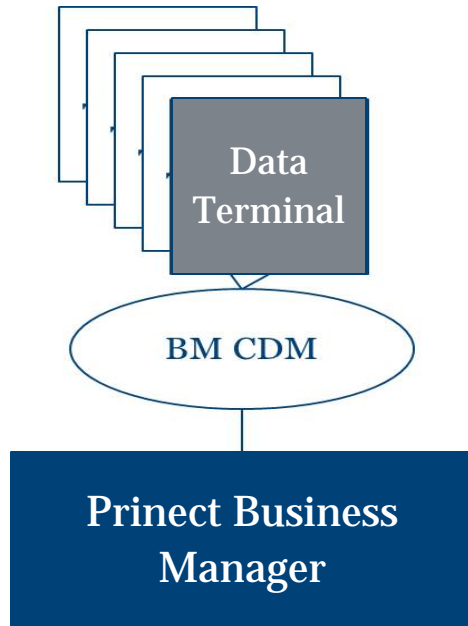 Data
Terminal
BM CDM
Prinect Business
Manager